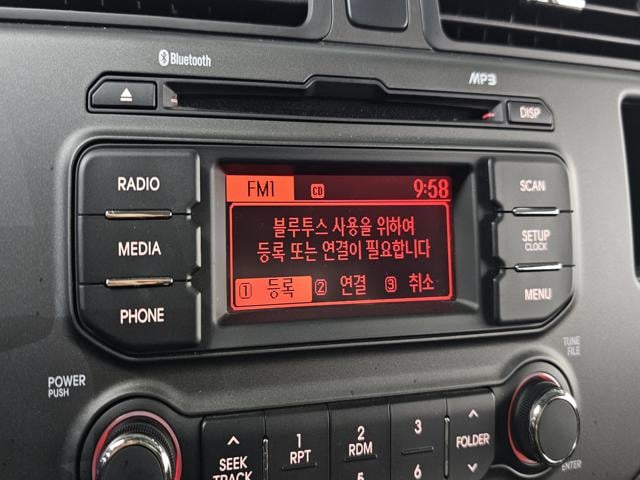 Bluetooth
MP3
DISP
RADIO
MEDIA
PHONE
FM1 CD 9:58
블루투스 사용을 위하여
등록 또는 연결이 필요합니다
1 등록 2 연결 3 취소
SCAN
SETUP
CLOCK
MENU
POWER
PUSH
TUNE
FILE
SEEK
TRACK
1
RPT
2
RDM
3
FOLDER
5
6
ENTER